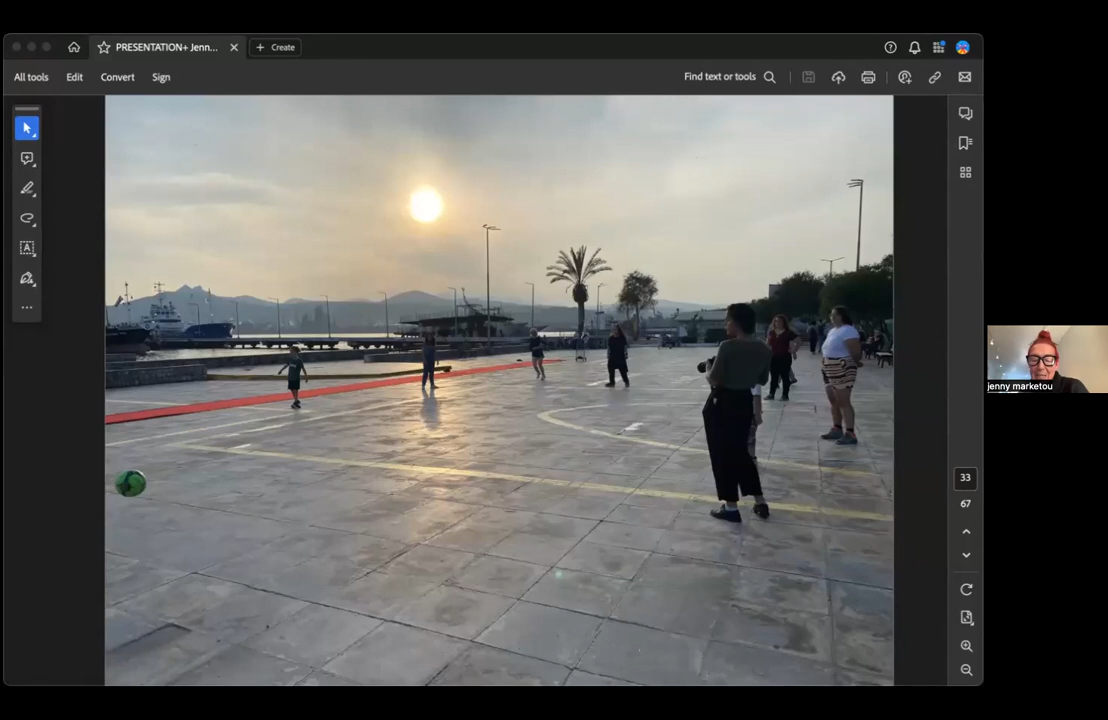 PRESENTATION+ Jenn...
Create
All tools
Edit
Convert
Sign
Find text or tools
33
67
jenny marketou